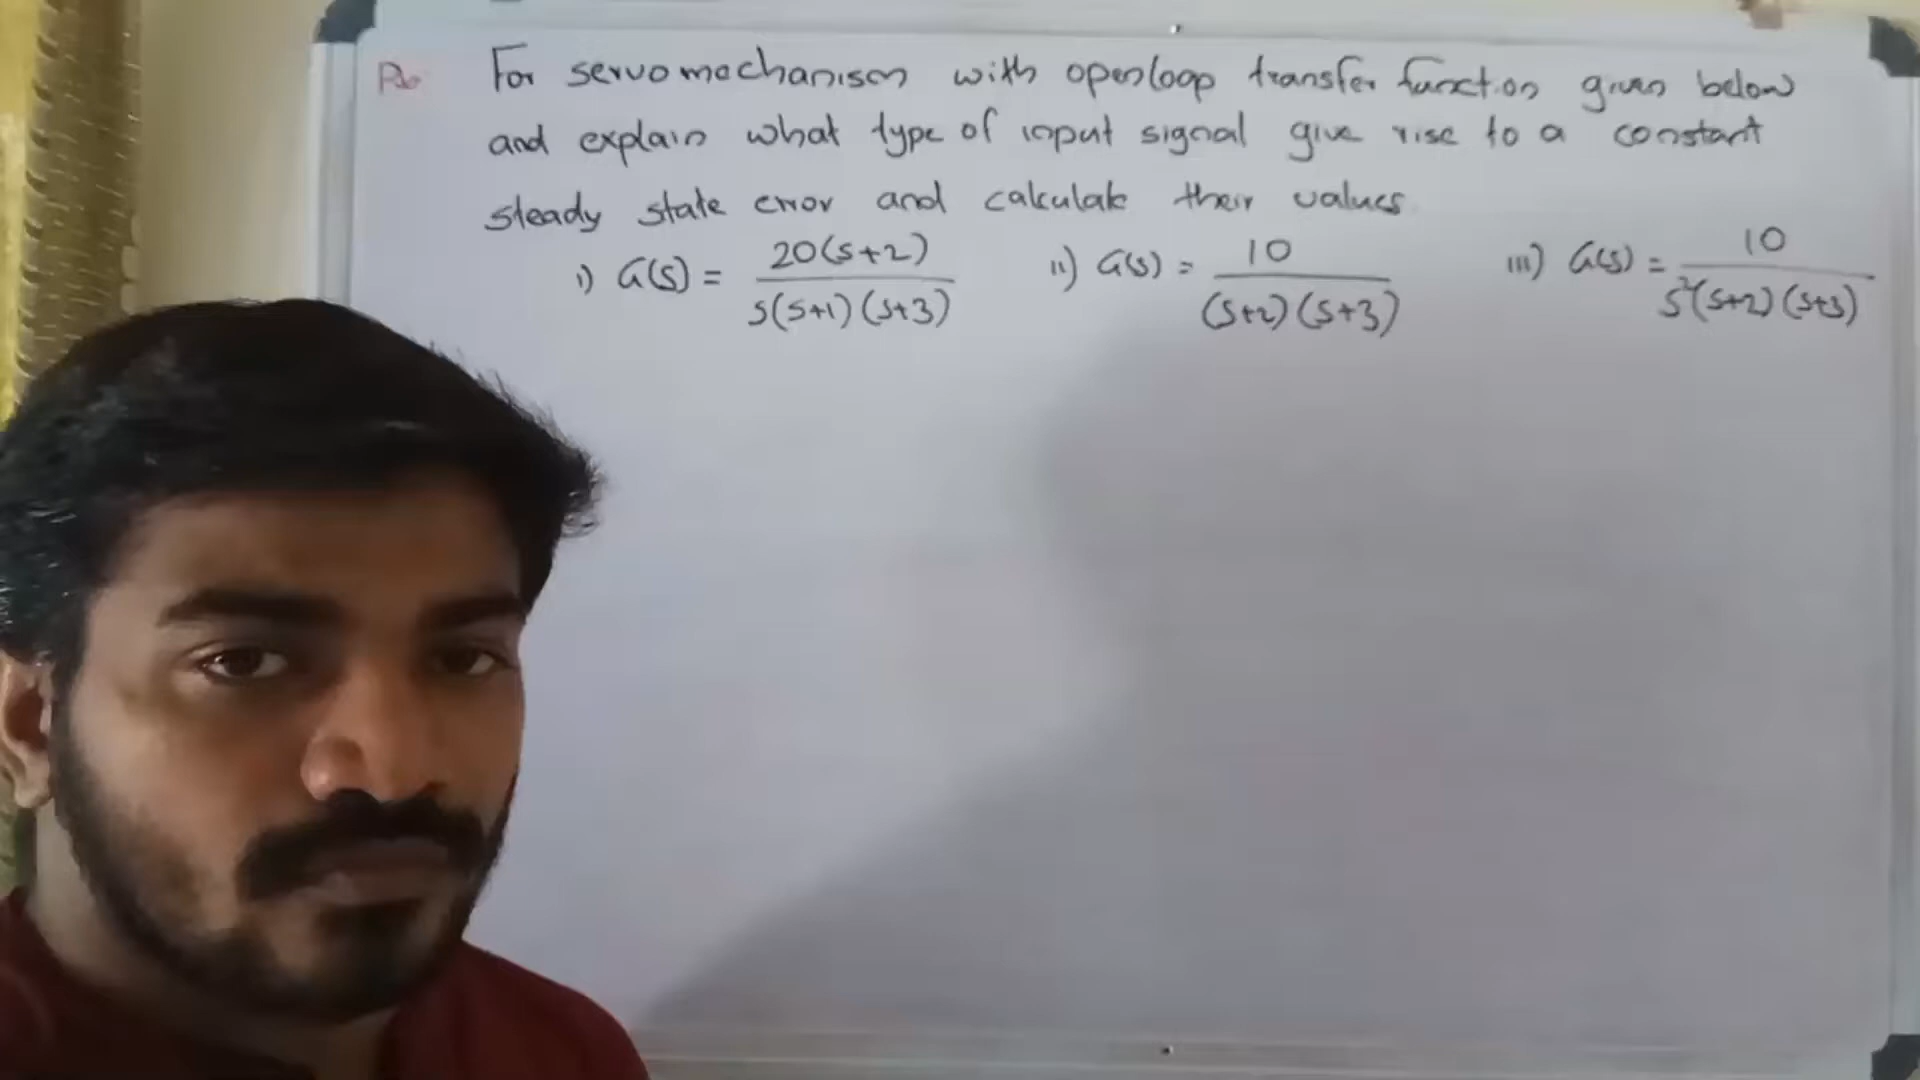 Pb For servomechanism with openloop transfer function given below
and explain what type of input signal give rise to a constant
steady state error and calculate their values
i) G(s) = 20(s+2) / s(s+1)(s+3) ii) G(s) = 10 / (s+2)(s+3) iii) G(s) = 10 / s²(s+2)(s+3)